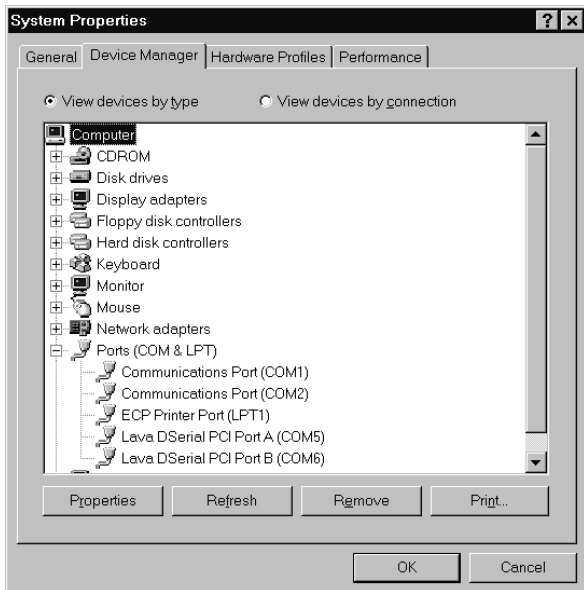 System Properties
General Device Manager Hardware Profiles Performance
View devices by type View devices by connection
Computer
CDROM
Disk drives
Display adapters
Floppy disk controllers
Hard disk controllers
Keyboard
Monitor
Mouse
Network adapters
Ports (COM & LPT)
Communications Port (COM1)
Communications Port (COM2)
ECP Printer Port (LPT1)
Lava DSerial PCI Port A (COM5)
Lava DSerial PCI Port B (COM6)
Properties Refresh Remove Print...
OK Cancel